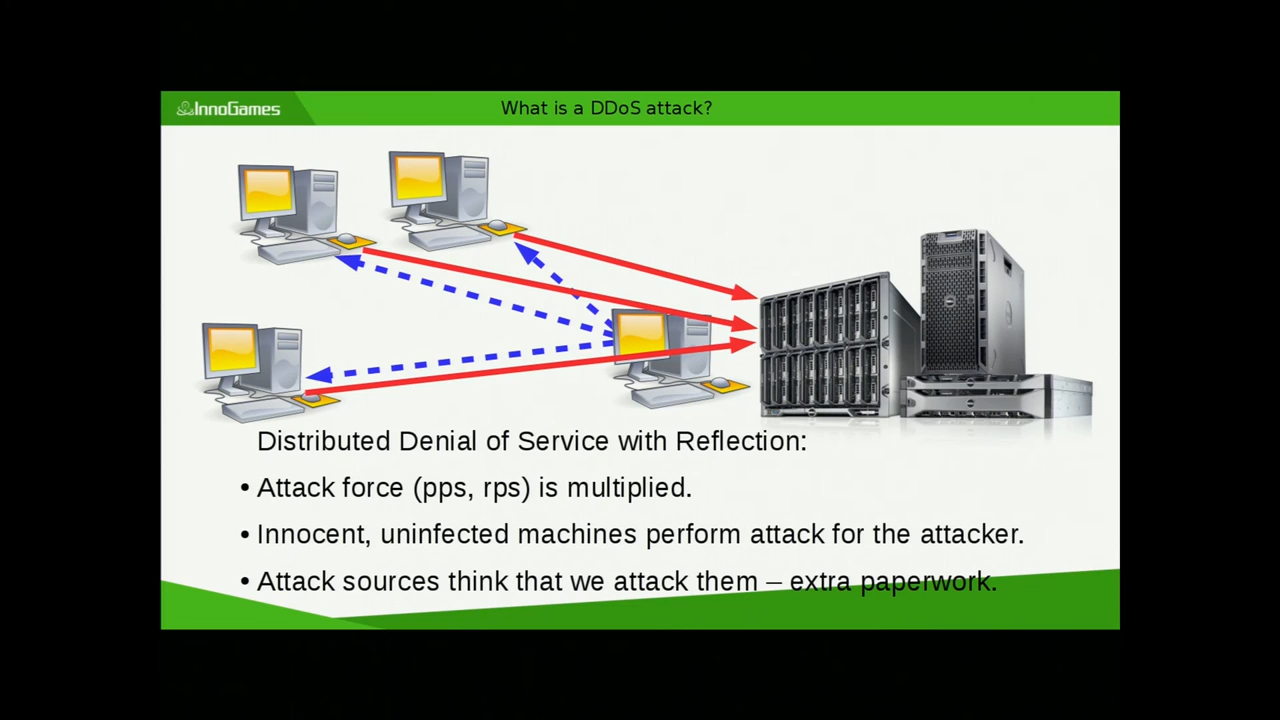 InnoGames
What is a DDoS attack?
Distributed Denial of Service with Reflection:
• Attack force (pps, rps) is multiplied.
• Innocent, uninfected machines perform attack for the attacker.
• Attack sources think that we attack them – extra paperwork.